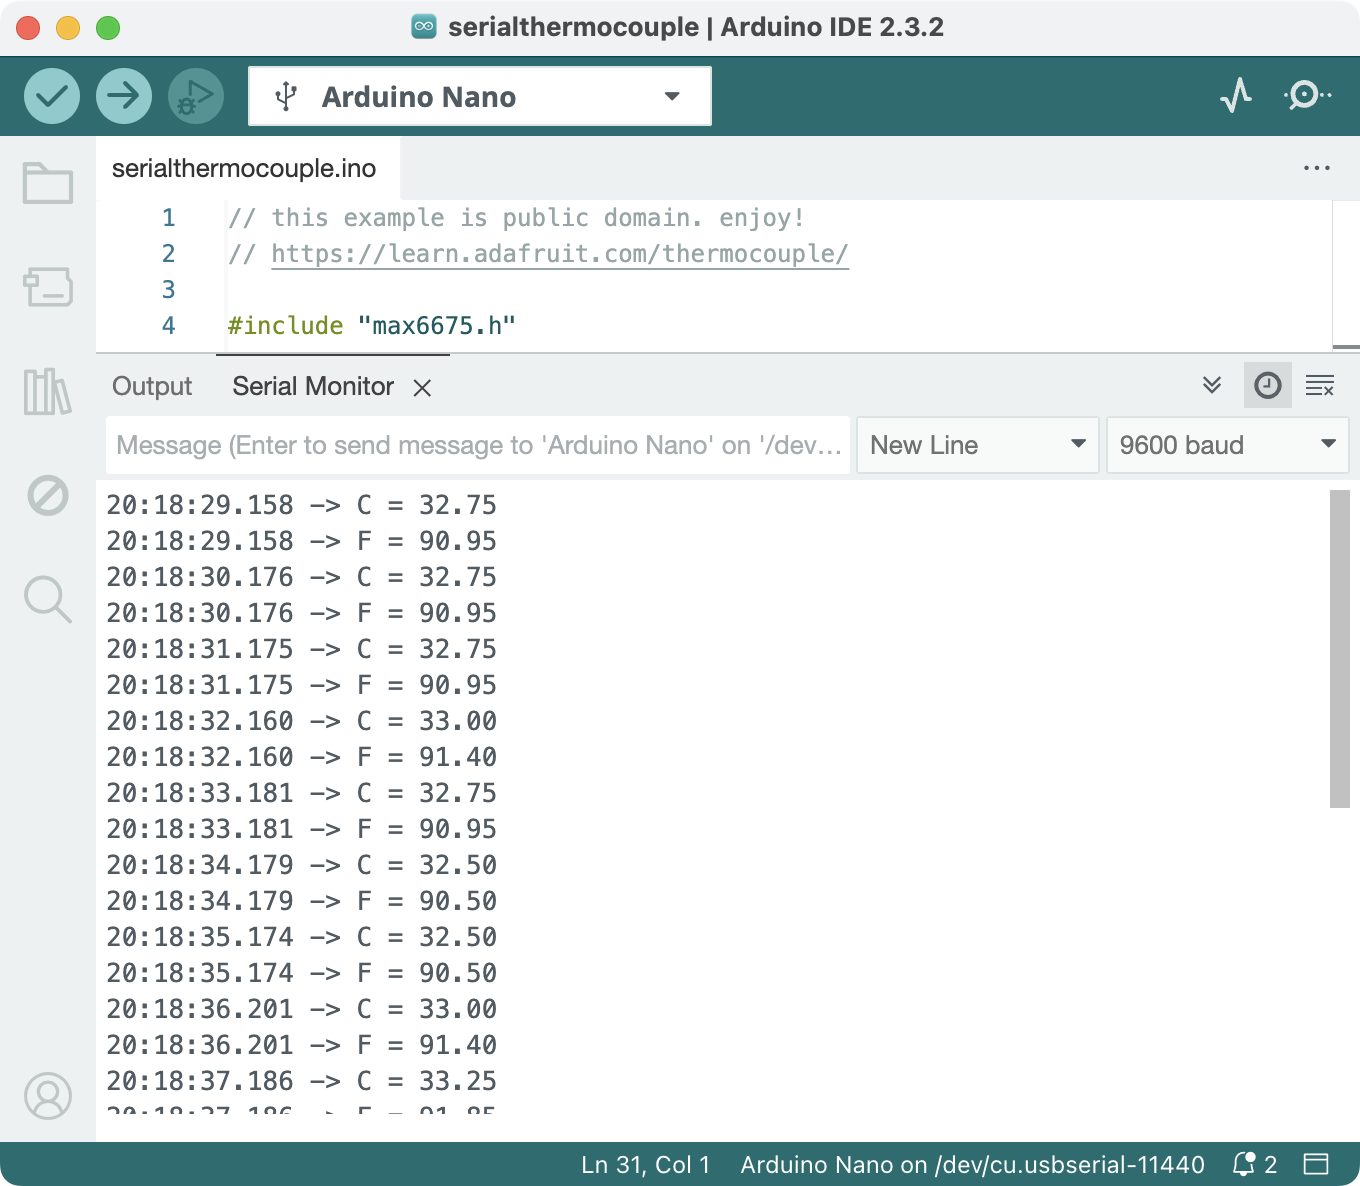 serialthermocouple | Arduino IDE 2.3.2
Arduino Nano
serialthermocouple.ino
1 // this example is public domain. enjoy!
2 // https://learn.adafruit.com/thermocouple/
3
4 #include "max6675.h"
Output Serial Monitor
Message (Enter to send message to 'Arduino Nano' on '/dev... New Line 9600 baud
20:18:29.158 -> C = 32.75
20:18:29.158 -> F = 90.95
20:18:30.176 -> C = 32.75
20:18:30.176 -> F = 90.95
20:18:31.175 -> C = 32.75
20:18:31.175 -> F = 90.95
20:18:32.160 -> C = 33.00
20:18:32.160 -> F = 91.40
20:18:33.181 -> C = 32.75
20:18:33.181 -> F = 90.95
20:18:34.179 -> C = 32.50
20:18:34.179 -> F = 90.50
20:18:35.174 -> C = 32.50
20:18:35.174 -> F = 90.50
20:18:36.201 -> C = 33.00
20:18:36.201 -> F = 91.40
20:18:37.186 -> C = 33.25
20:18:37.186 -> F = 91.85
Ln 31, Col 1 Arduino Nano on /dev/cu.usbserial-11440 2